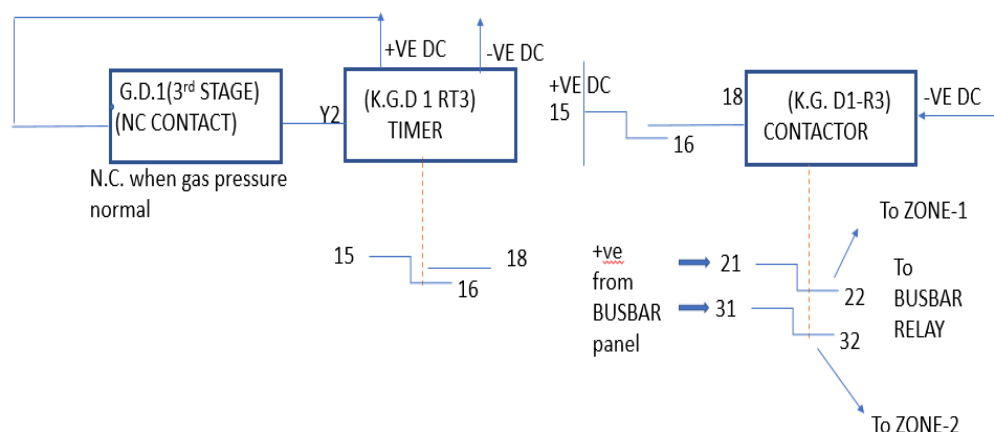 +VE DC
-VE DC
G.D.1(3rd STAGE)
(NC CONTACT)
Y2
(K.G.D 1 RT3)
TIMER
N.C. when gas pressure
normal
15
18
16
+VE DC
15
16
18
(K.G. D1-R3)
CONTACTOR
-VE DC
To ZONE-1
+ve
from
BUSBAR
panel
21
22
31
32
To
BUSBAR
RELAY
To ZONE-2